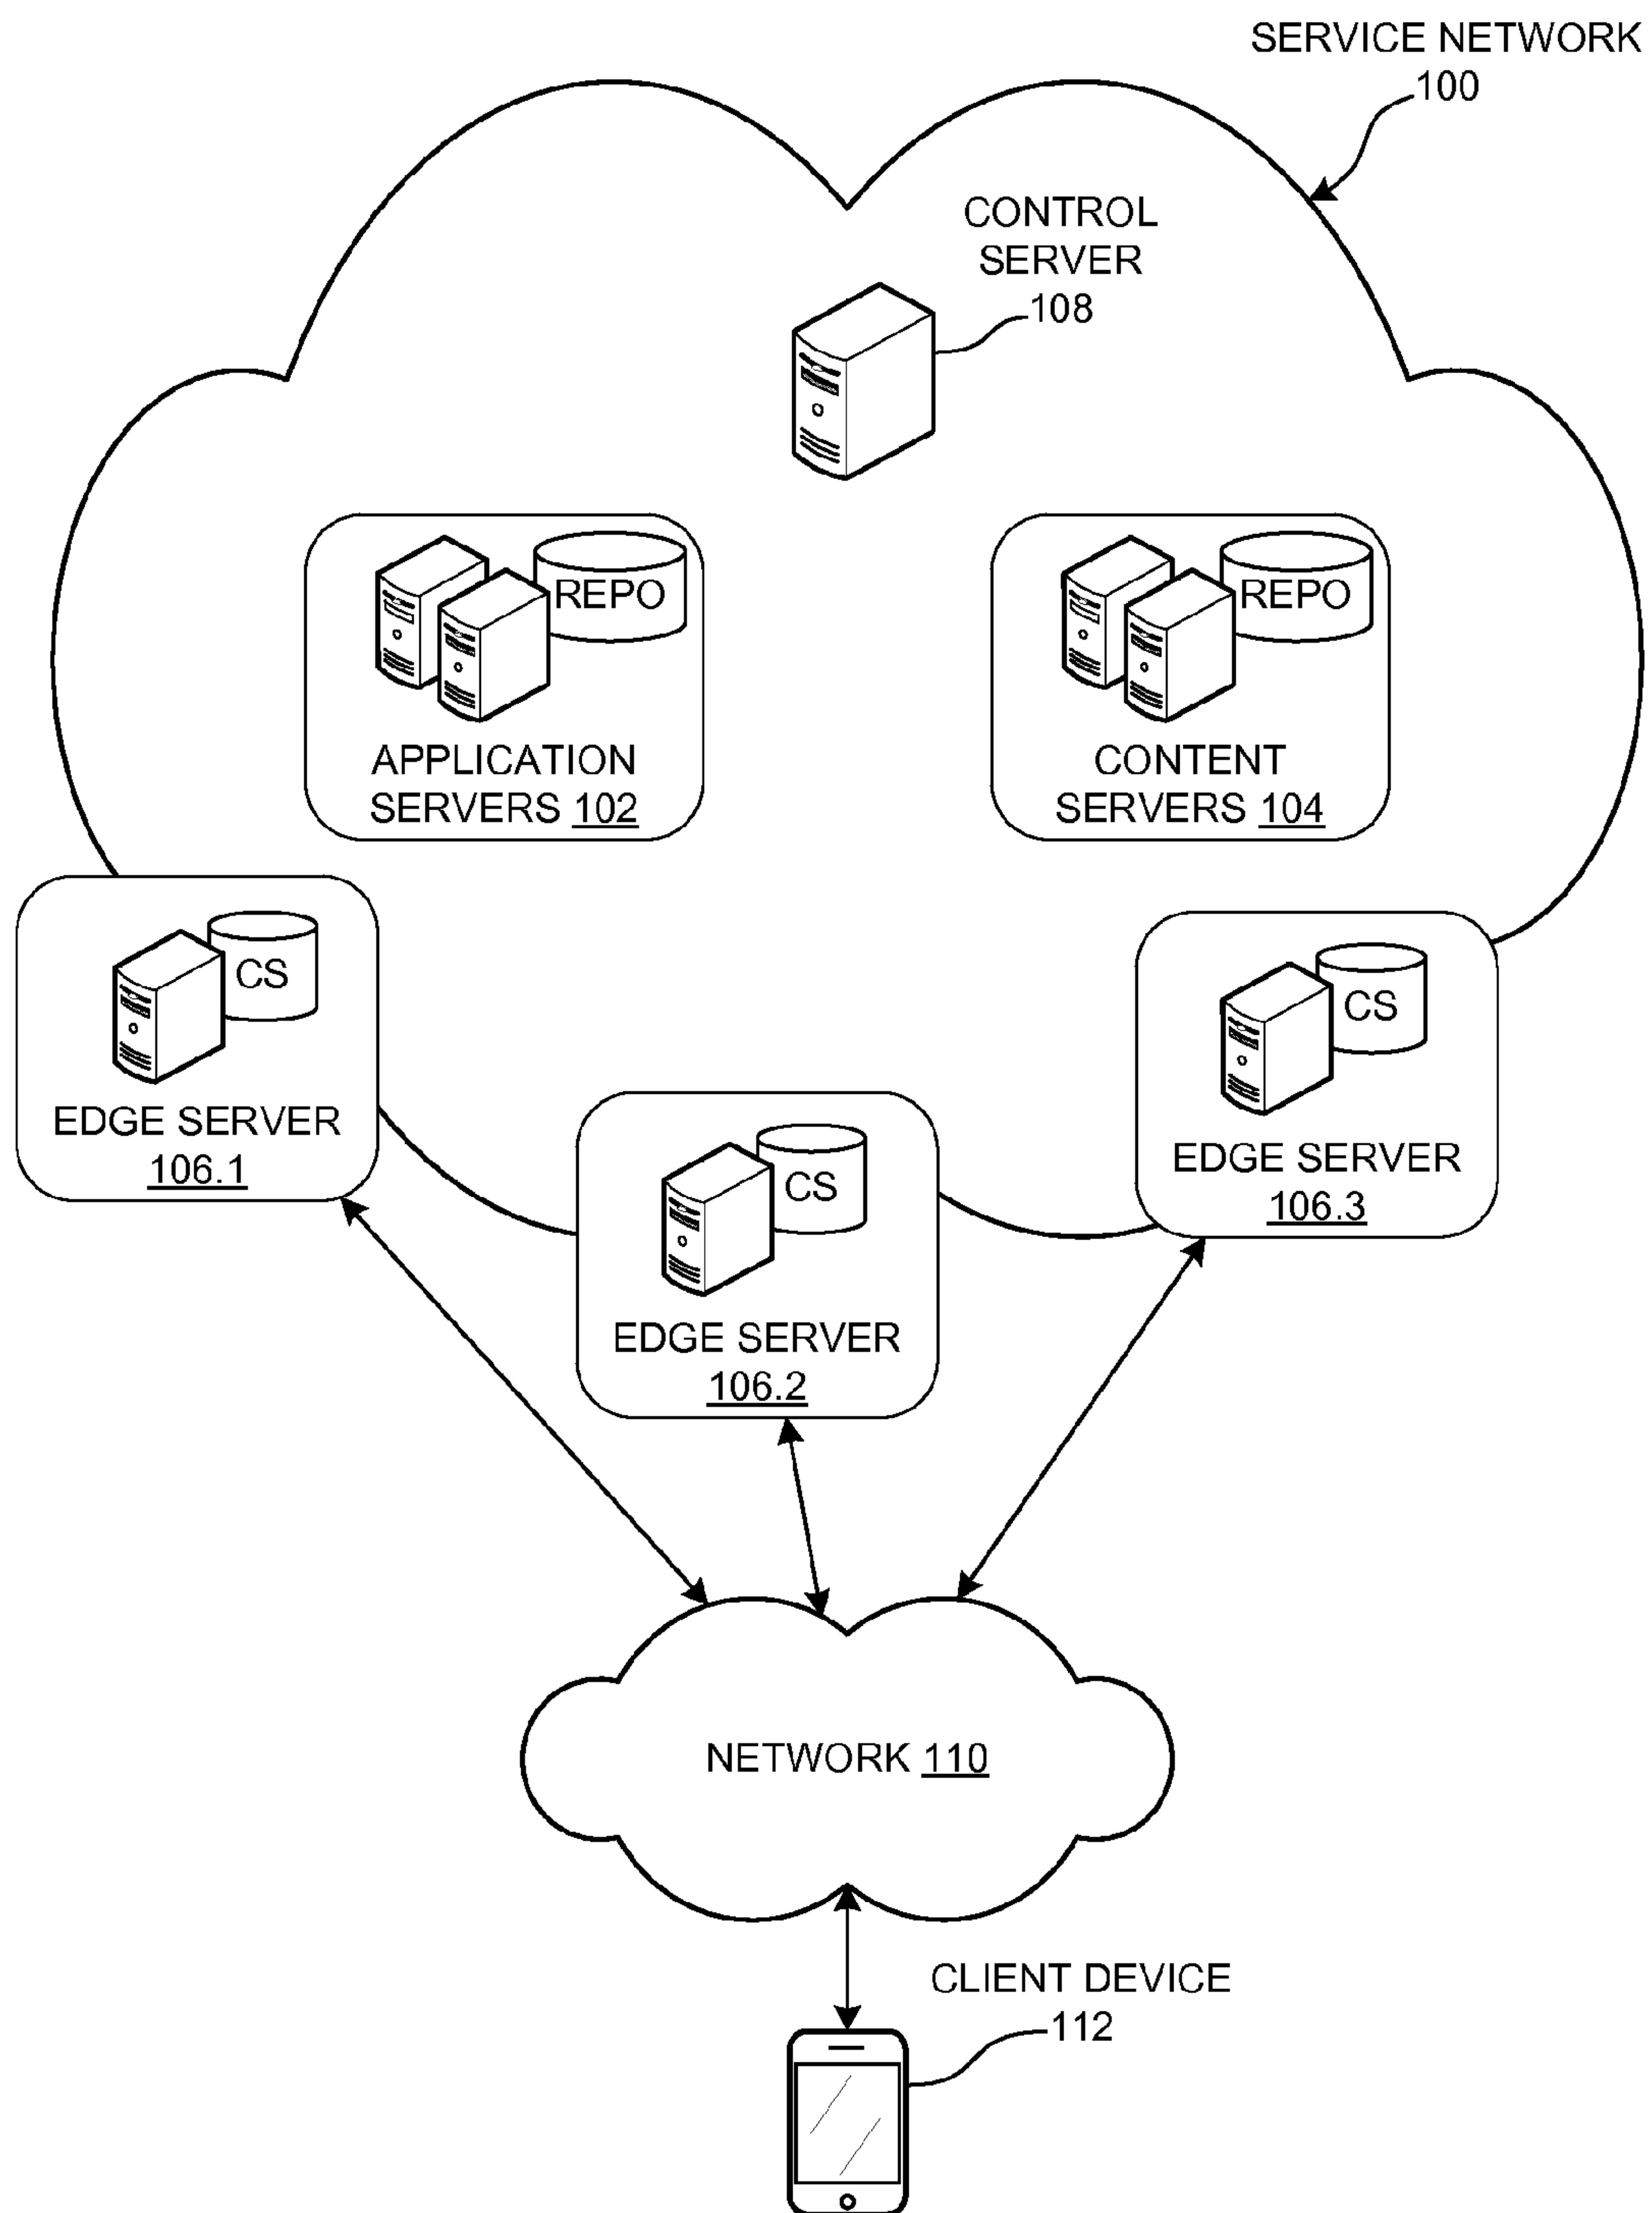 SERVICE NETWORK
100
CONTROL
SERVER
108
REPO
APPLICATION
SERVERS 102
REPO
CONTENT
SERVERS 104
CS
EDGE SERVER
106.1
CS
EDGE SERVER
106.2
CS
EDGE SERVER
106.3
NETWORK 110
CLIENT DEVICE
112